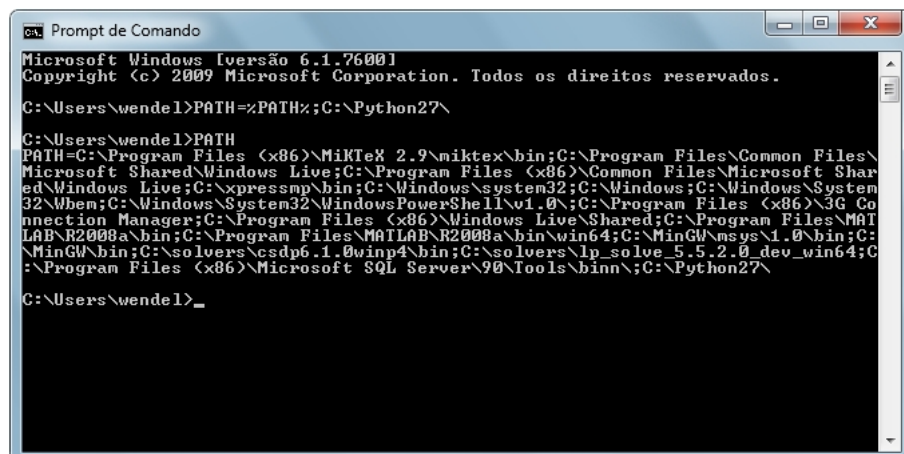 Prompt de Comando
Microsoft Windows [versão 6.1.7600]
Copyright (c) 2009 Microsoft Corporation. Todos os direitos reservados.
C:\Users\wendel>PATH=%PATH%;C:\Python27\
C:\Users\wendel>PATH
PATH=C:\Program Files (x86)\MiKTeX 2.9\miktex\bin;C:\Program Files\Common Files\
Microsoft Shared\Windows Live;C:\Program Files (x86)\Common Files\Microsoft Shar
ed\Windows Live;C:\xpressmp\bin;C:\Windows\system32;C:\Windows;C:\Windows\System
32\Wbem;C:\Windows\System32\WindowsPowerShell\v1.0\;C:\Program Files (x86)\3G Co
nnection Manager;C:\Program Files (x86)\Windows Live\Shared;C:\Program Files\MAT
LAB\R2008a\bin;C:\Program Files\MATLAB\R2008a\bin\win64;C:\MinGW\msys\1.0\bin;C:
\MinGW\bin;C:\solvers\csdp6.1.0winp4\bin;C:\solvers\lp_solve_5.5.2.0_dev_win64;C
:\Program Files (x86)\Microsoft SQL Server\90\Tools\binn\;C:\Python27\
C:\Users\wendel>_